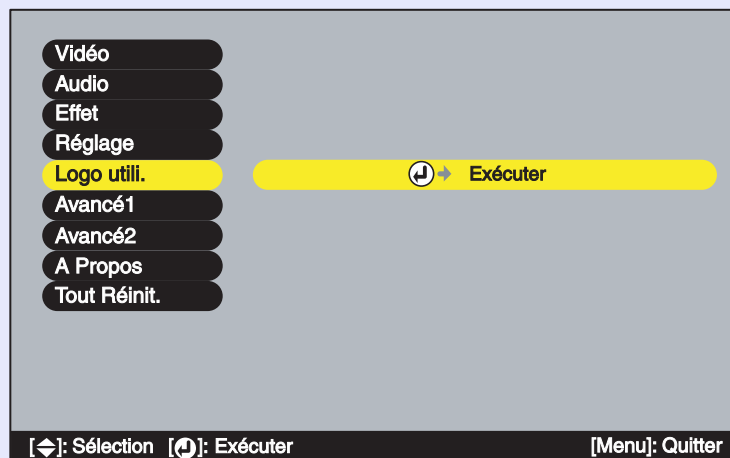 Vidéo
Audio
Effet
Réglage
Logo utili.
Exécuter
Avancé1
Avancé2
A Propos
Tout Réinit.
[]: Sélection []: Exécuter [Menu]: Quitter